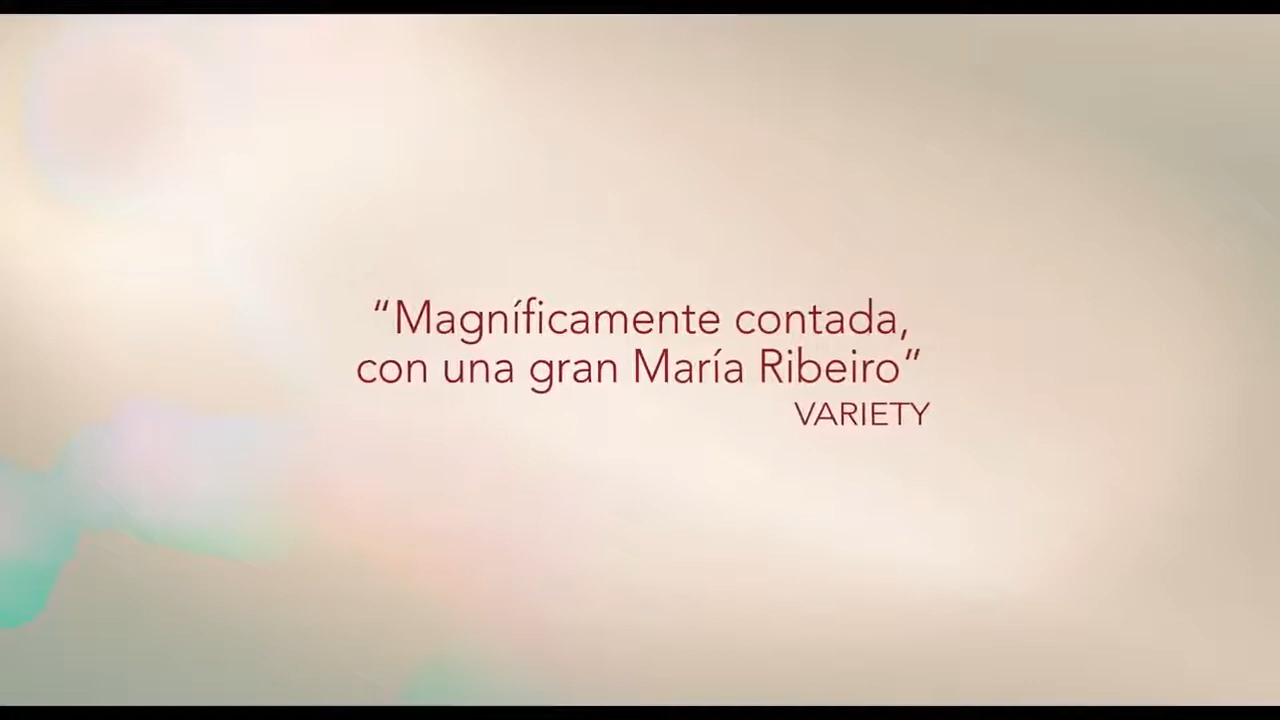 “Magníficamente contada,
con una gran María Ribeiro”
VARIETY